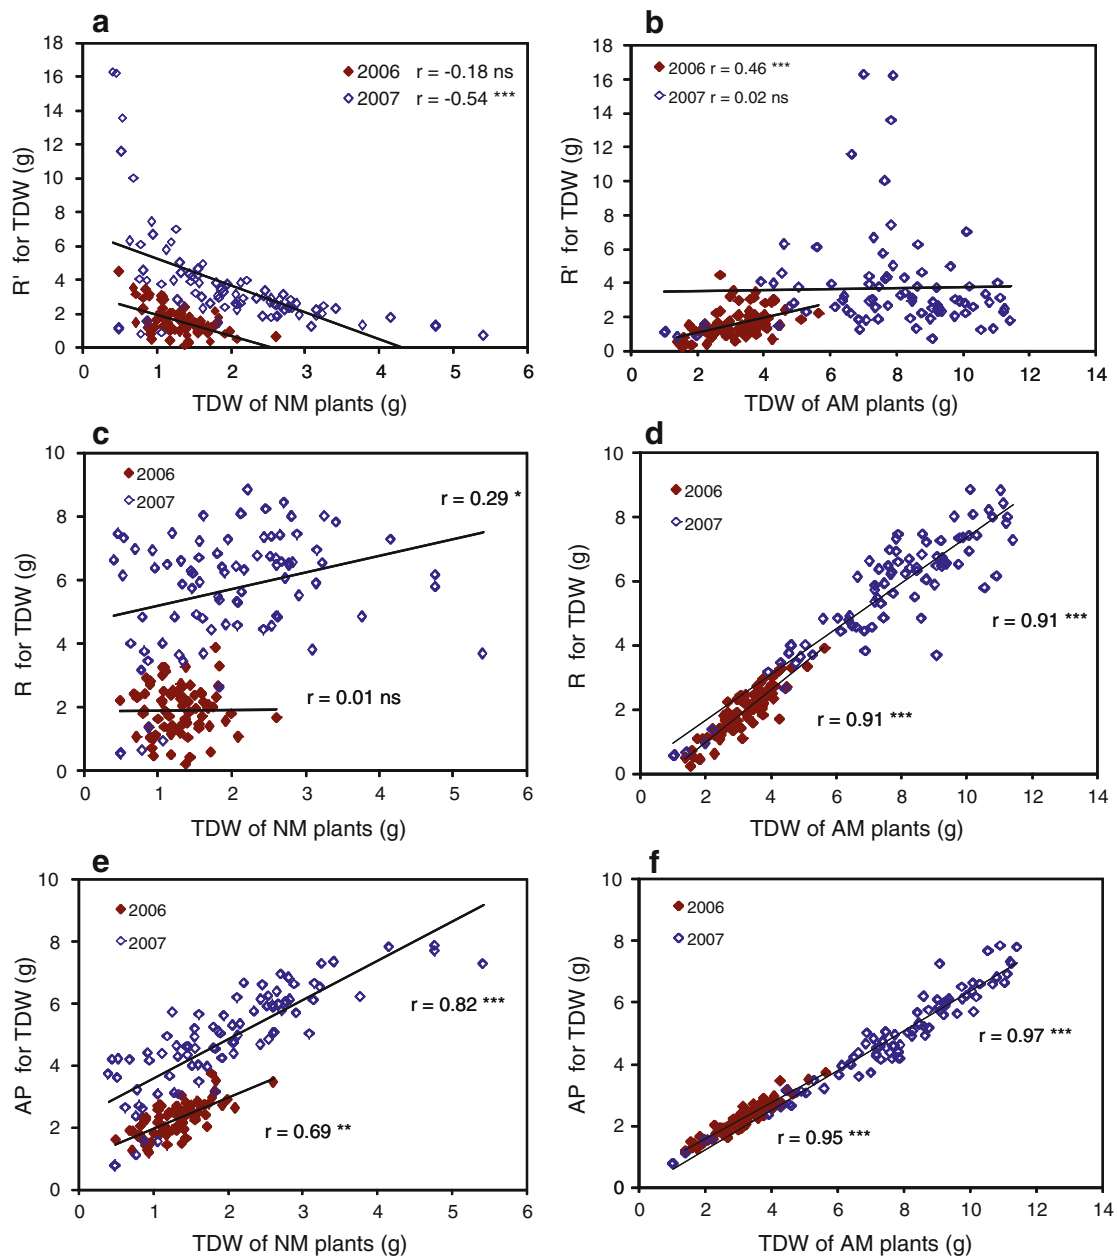 a
18
16
14
12
10
8
6
4
2
0
R' for TDW (g)
2006 r = -0.18 ns
2007 r = -0.54 ***
0 1 2 3 4 5 6
TDW of NM plants (g)
b
18
16
14
12
10
8
6
4
2
0
R' for TDW (g)
2006 r = 0.46 ***
2007 r = 0.02 ns
0 2 4 6 8 10 12 14
TDW of AM plants (g)
c
10
8
6
4
2
0
R for TDW (g)
2006
2007
r = 0.29 *
r = 0.01 ns
0 1 2 3 4 5 6
TDW of NM plants (g)
d
10
8
6
4
2
0
R for TDW (g)
2006
2007
r = 0.91 ***
r = 0.91 ***
0 2 4 6 8 10 12 14
TDW of AM plants (g)
e
10
8
6
4
2
0
AP for TDW (g)
2006
2007
r = 0.82 ***
r = 0.69 **
0 1 2 3 4 5 6
TDW of NM plants (g)
f
10
8
6
4
2
0
AP for TDW (g)
2006
2007
r = 0.97 ***
r = 0.95 ***
0 2 4 6 8 10 12 14
TDW of AM plants (g)